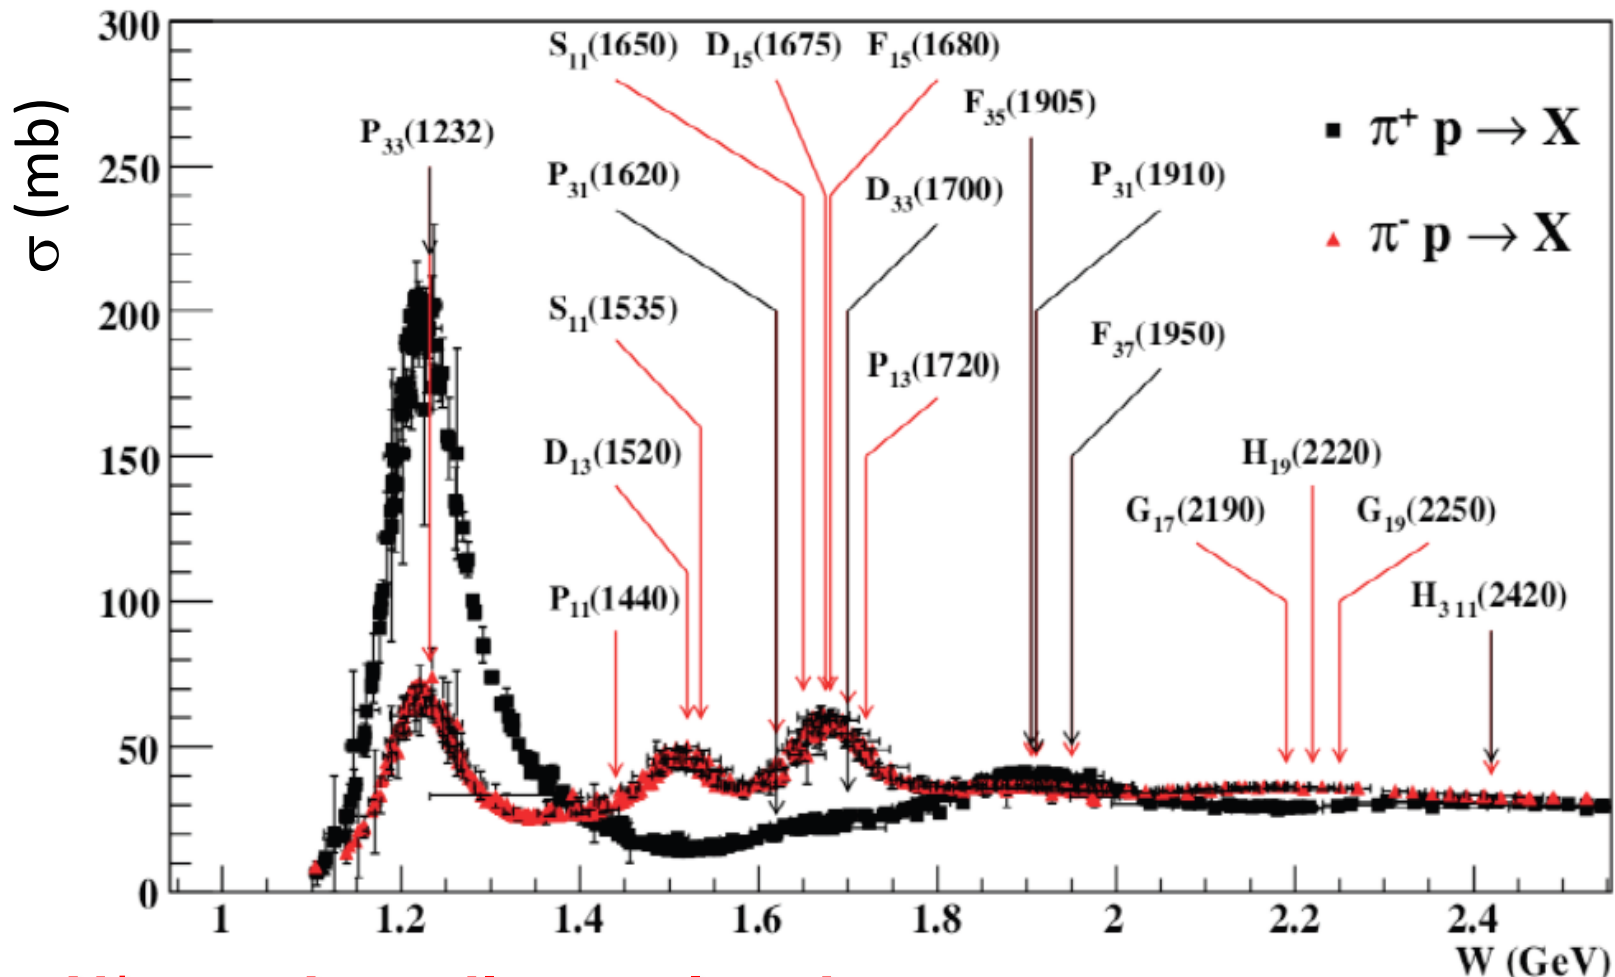 σ (mb)
300
250
200
150
100
50
0
S11(1650) D15(1675) F15(1680)
F35(1905)
P33(1232)
P31(1620)
D33(1700)
P31(1910)
S11(1535)
F37(1950)
P13(1720)
D13(1520)
H19(2220)
G17(2190)
G19(2250)
P11(1440)
H3 11(2420)
π+ p → X
π- p → X
1 1.2 1.4 1.6 1.8 2 2.2 2.4
W (GeV)